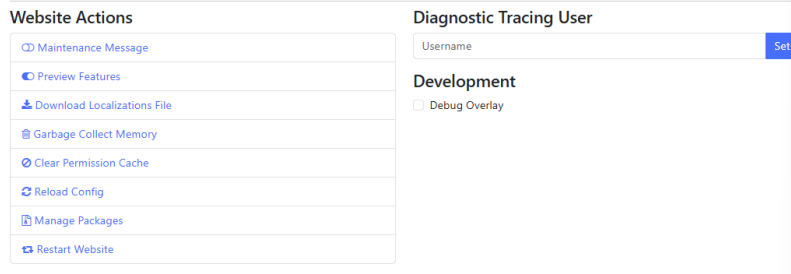 Website Actions
Maintenance Message
Preview Features
Download Localizations File
Garbage Collect Memory
Clear Permission Cache
Reload Config
Manage Packages
Restart Website
Diagnostic Tracing User
Username
Set
Development
Debug Overlay